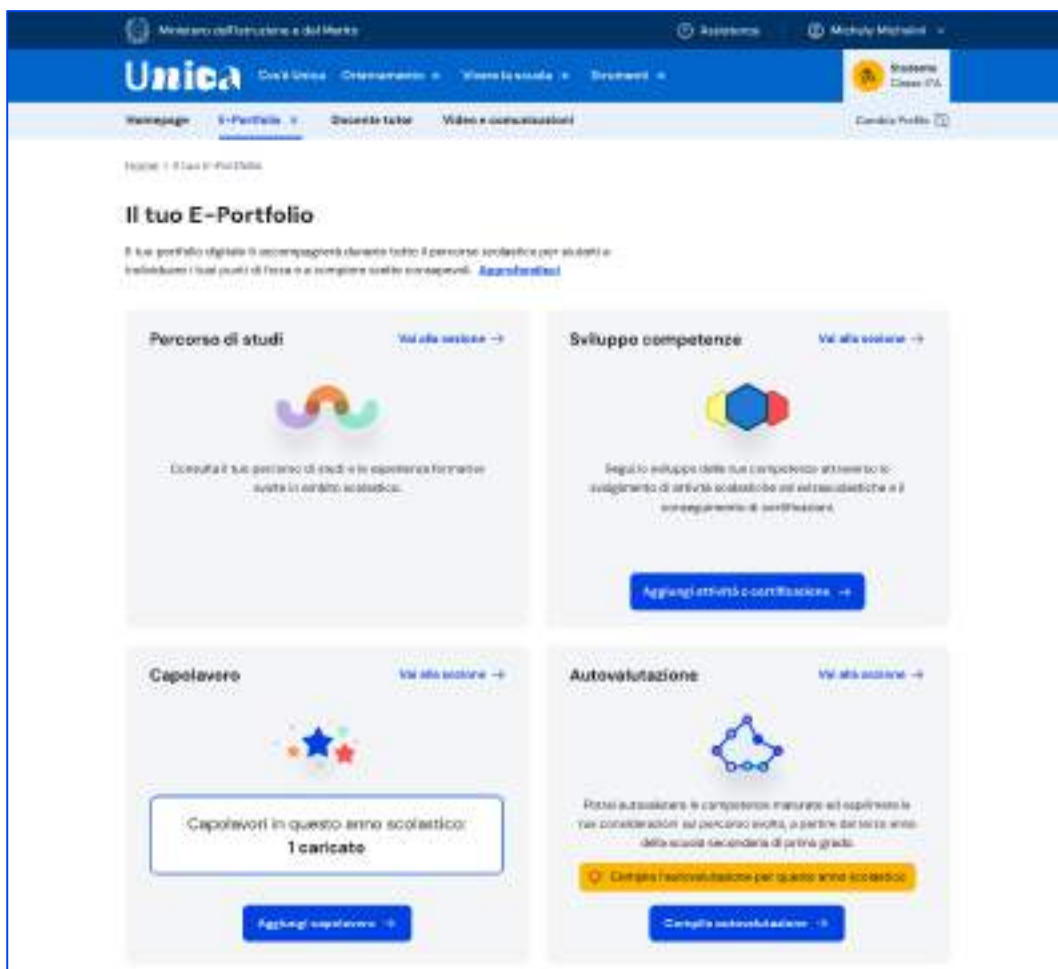 Ministero dell'Istruzione e del Merito
Assistenza
Unica Cos'è Unica Orientamento Vivere la scuola Strumenti
Studente
Classe
Homepage E-Portfolio Docente tutor Video e comunicazioni
Cambia Profilo
Home Il tuo E-Portfolio
Il tuo E-Portfolio
Il tuo portfolio digitale ti accompagnerà durante tutto il percorso scolastico per aiutarti a
individuare i tuoi punti di forza e a compiere scelte consapevoli. Approfondisci
Percorso di studi Vai alla sezione →
Consulta il tuo percorso di studi e le esperienze formative
svolte in ambito scolastico.
Sviluppo competenze Vai alla sezione →
Segui lo sviluppo delle tue competenze attraverso lo
svolgimento di attività scolastiche ed extrascolastiche e il
conseguimento di certificazioni.
Aggiungi attività o certificazione →
Capolavoro Vai alla sezione →
Capolavori in questo anno scolastico:
1 caricato
Aggiungi capolavoro →
Autovalutazione Vai alla sezione →
Potrai autovalutare le competenze maturate ed esprimere le
tue considerazioni sul percorso svolto, a partire dal terzo anno
della scuola secondaria di primo grado.
Compila l'autovalutazione per questo anno scolastico
Compila autovalutazione →